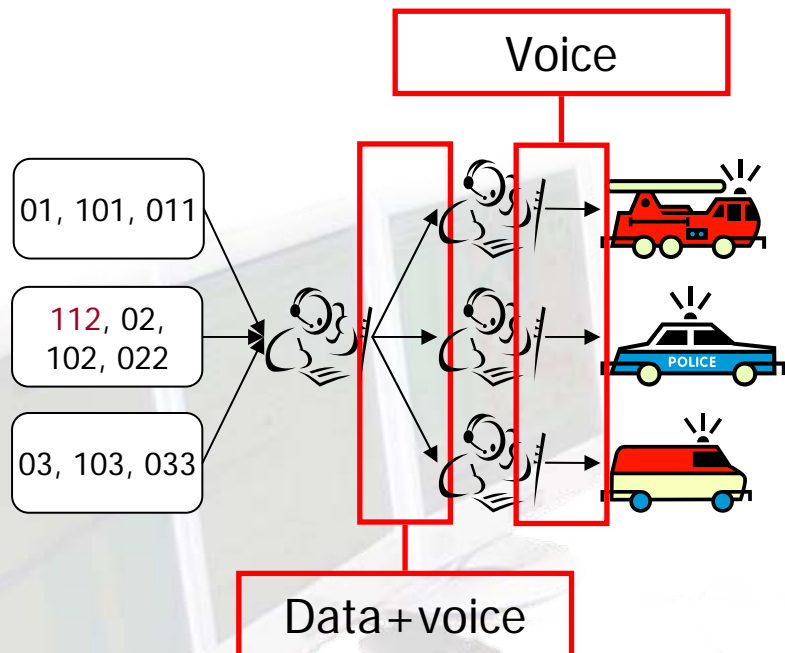 Voice
01, 101, 011
112, 02,
102, 022
POLICE
03, 103, 033
Data+voice